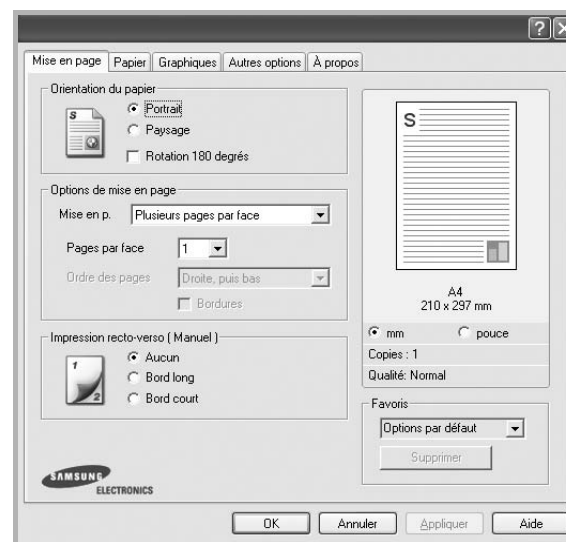 Mise en page Papier Graphiques Autres options À propos
Orientation du papier
S
Portrait
Paysage
Rotation 180 degrés
Options de mise en page
Mise en p. Plusieurs pages par face
Pages par face 1
Ordre des pages Droite, puis bas
Bordures
Impression recto-verso ( Manuel )
1
2
Aucun
Bord long
Bord court
SAMSUNG
ELECTRONICS
S
A4
210 x 297 mm
mm pouce
Copies : 1
Qualité: Normal
Favoris
Options par défaut
Supprimer
OK Annuler Appliquer Aide